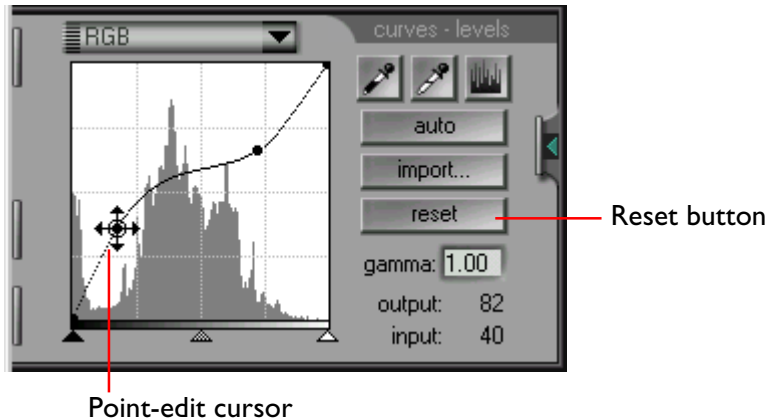 RGB
curves - levels
auto
import...
reset
Reset button
gamma: 1.00
output: 82
input: 40
Point-edit cursor